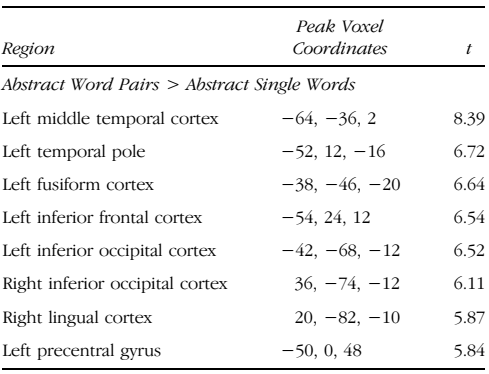 Peak Voxel
Region Coordinates t
Abstract Word Pairs > Abstract Single Words
Left middle temporal cortex −64, −36, 2 8.39
Left temporal pole −52, 12, −16 6.72
Left fusiform cortex −38, −46, −20 6.64
Left inferior frontal cortex −54, 24, 12 6.54
Left inferior occipital cortex −42, −68, −12 6.52
Right inferior occipital cortex 36, −74, −12 6.11
Right lingual cortex 20, −82, −10 5.87
Left precentral gyrus −50, 0, 48 5.84